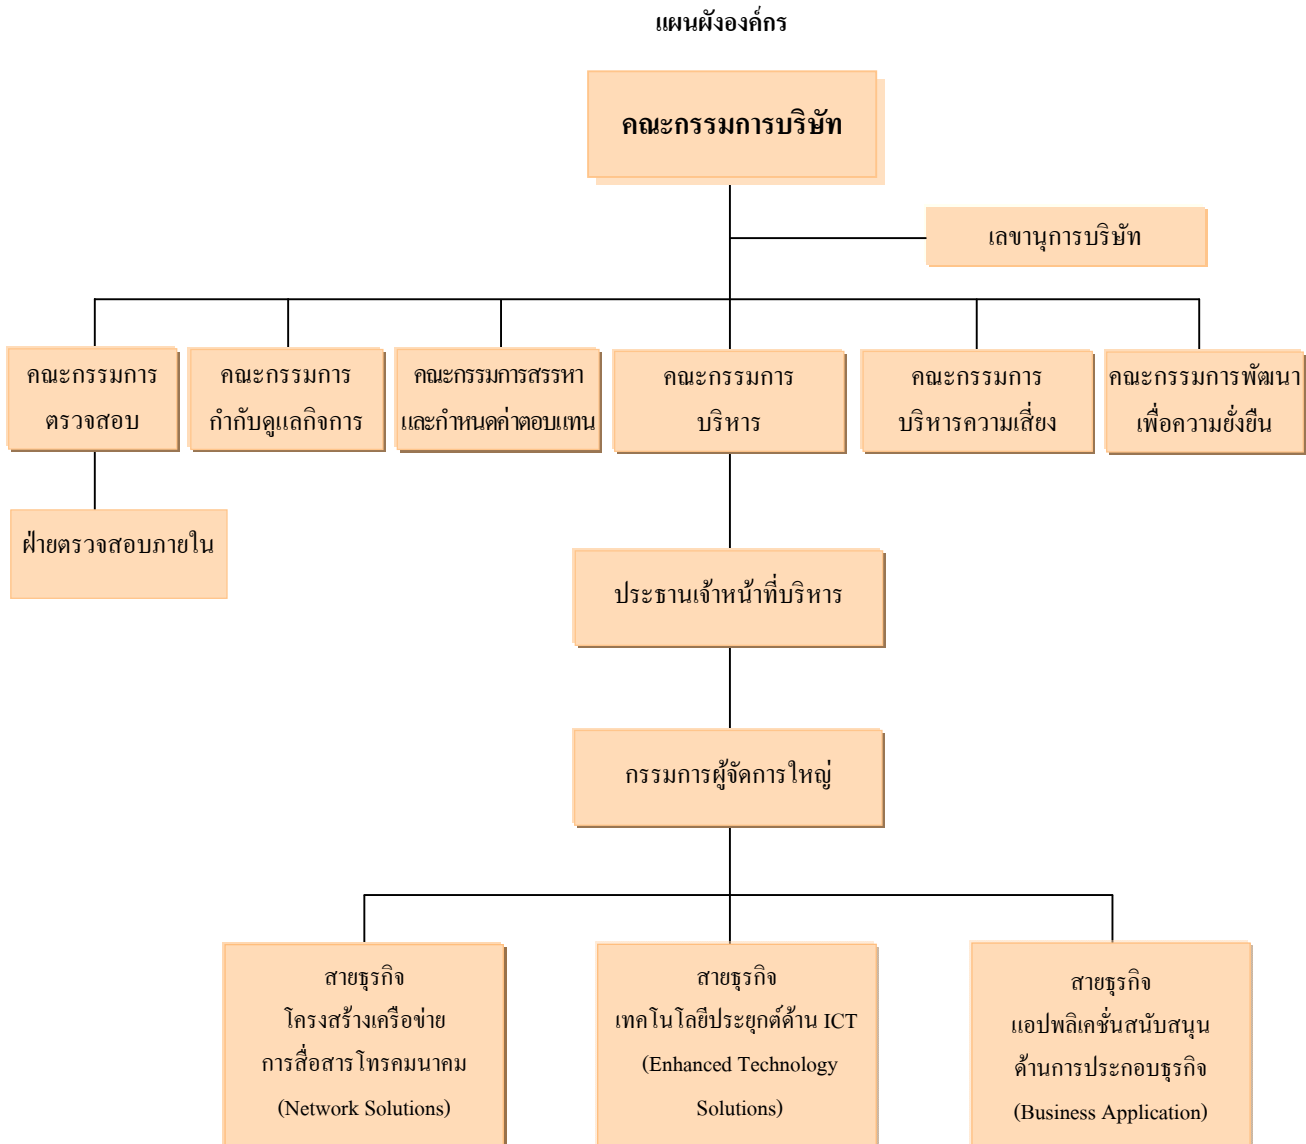 แผนผังองค์กร
คณะกรรมการบริษัท
เลขานุการบริษัท
คณะกรรมการ
ตรวจสอบ
คณะกรรมการ
กำกับดูแลกิจการ
คณะกรรมการสรรหา
และกำหนดค่าตอบแทน
คณะกรรมการ
บริหาร
คณะกรรมการ
บริหารความเสี่ยง
คณะกรรมการพัฒนา
เพื่อความยั่งยืน
ฝ่ายตรวจสอบภายใน
ประธานเจ้าหน้าที่บริหาร
กรรมการผู้จัดการใหญ่
สายธุรกิจ
โครงสร้างเครือข่าย
การสื่อสารโทรคมนาคม
(Network Solutions)
สายธุรกิจ
เทคโนโลยีประยุกต์ด้าน ICT
(Enhanced Technology
Solutions)
สายธุรกิจ
แอปพลิเคชั่นสนับสนุน
ด้านการประกอบธุรกิจ
(Business Application)